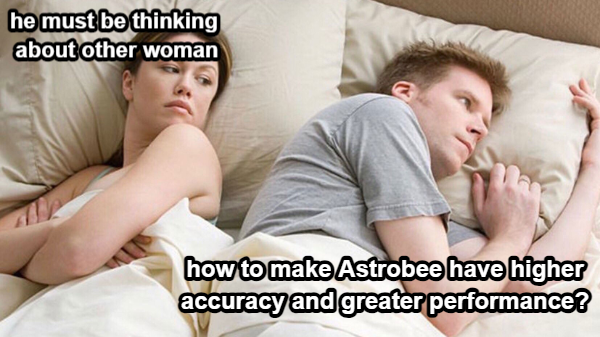 he must be thinking
about other woman
how to make Astrobee have higher
accuracy and greater performance?